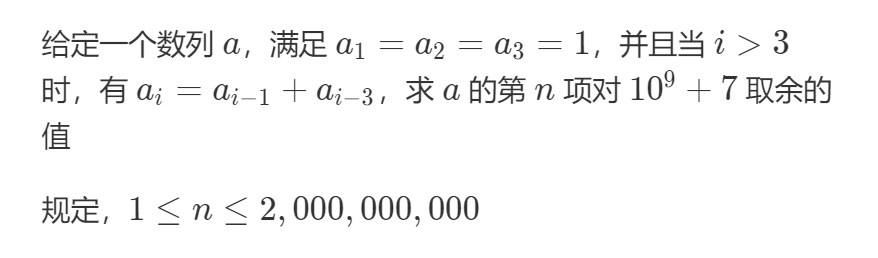 给定一个数列 a，满足 a₁ = a₂ = a₃ = 1，并且当 i > 3
时，有 aᵢ = aᵢ₋₁ + aᵢ₋₃，求 a 的第 n 项对 10⁹ + 7 取余的
值
规定，1 ≤ n ≤ 2,000,000,000